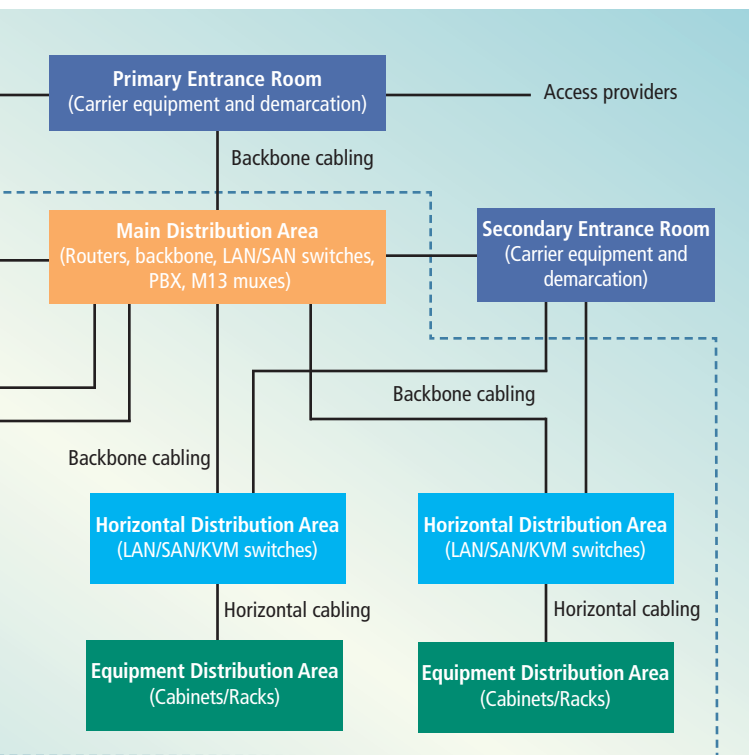 Primary Entrance Room
(Carrier equipment and demarcation)
Access providers
Backbone cabling
Main Distribution Area
(Routers, backbone, LAN/SAN switches,
PBX, M13 muxes)
Secondary Entrance Room
(Carrier equipment and
demarcation)
Backbone cabling
Backbone cabling
Horizontal Distribution Area
(LAN/SAN/KVM switches)
Horizontal Distribution Area
(LAN/SAN/KVM switches)
Horizontal cabling
Horizontal cabling
Equipment Distribution Area
(Cabinets/Racks)
Equipment Distribution Area
(Cabinets/Racks)